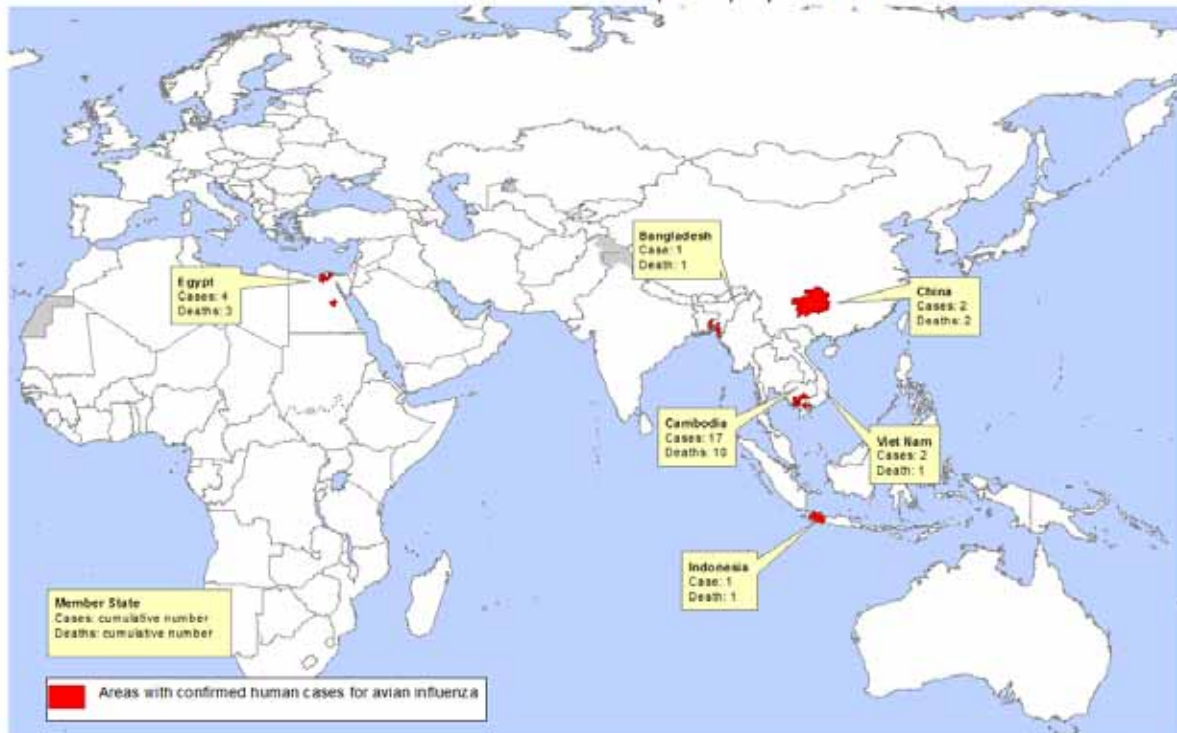 Bangladesh
Case: 1
Death: 1
Egypt
Cases: 4
Deaths: 3
China
Cases: 2
Deaths: 2
Cambodia
Cases: 17
Deaths: 10
Viet Nam
Cases: 2
Death: 1
Indonesia
Case: 1
Death: 1
Member State
Cases: cumulative number
Deaths: cumulative number
Areas with confirmed human cases for avian influenza